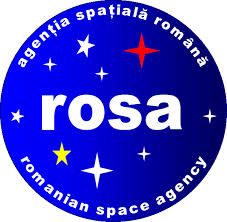 agenția spațială română
rosa
romanian space agency